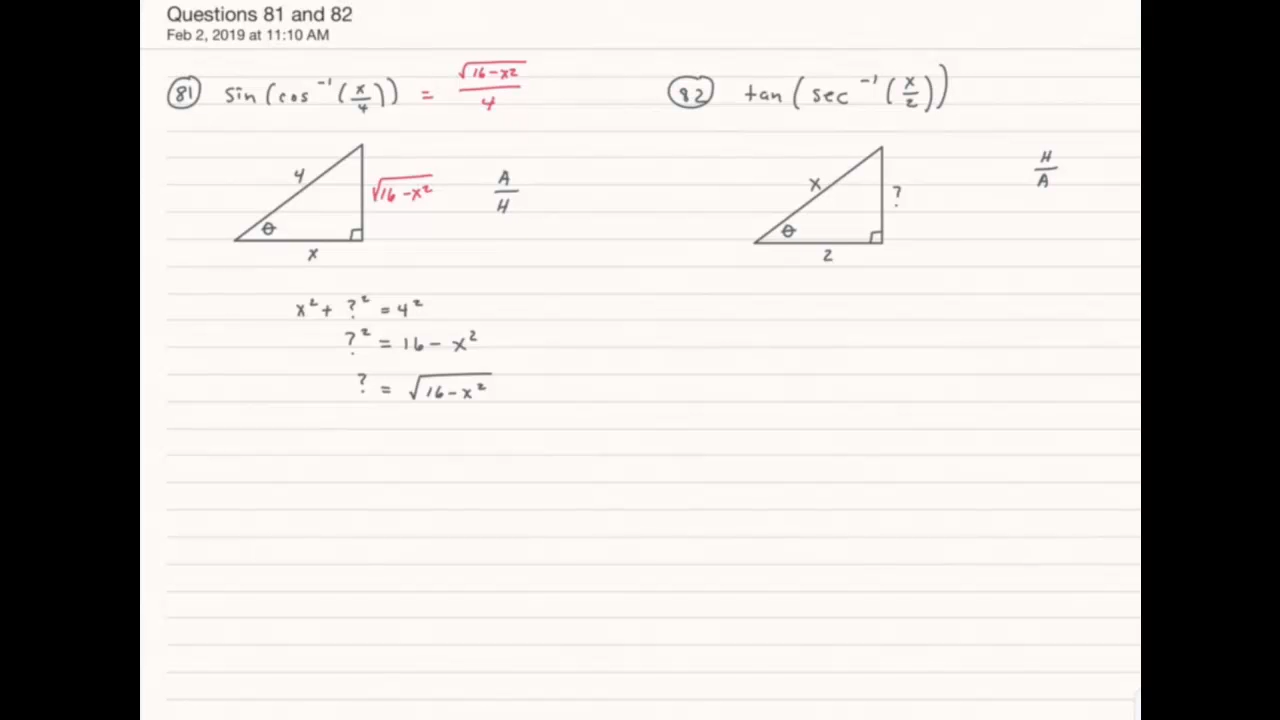 Questions 81 and 82
Feb 2, 2019 at 11:10 AM
81 sin(cos⁻¹(x/4)) = √(16-x²)/4
4
√(16-x²)
A/H
θ
x
x² + ?² = 4²
?² = 16 - x²
? = √(16-x²)
82 tan(sec⁻¹(x/2))
H/A
x
?
θ
2